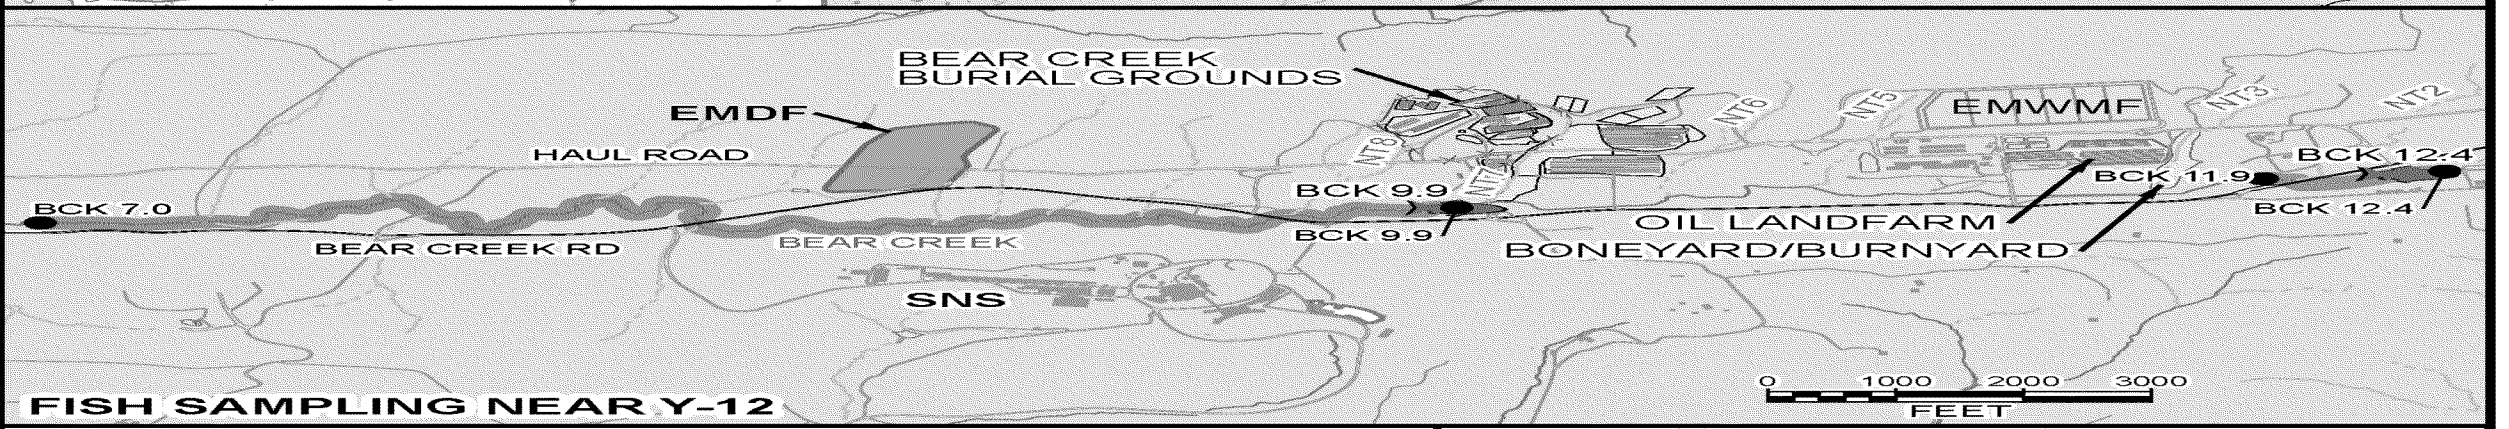 BEAR CREEK
BURIAL GROUNDS
EMDF
HAUL ROAD
NT8
NT7
NT6
NT5
EMWMF
NT3
NT2
BCK 12.4
BCK 11.9
BCK 9.9
BCK 7.0
BCK 12.4
OIL LANDFARM
BCK 9.9
BEAR CREEK
BEAR CREEK RD
BONEYARD/BURNYARD
SNS
0 1000 2000 3000
FEET
FISH SAMPLING NEAR Y-12